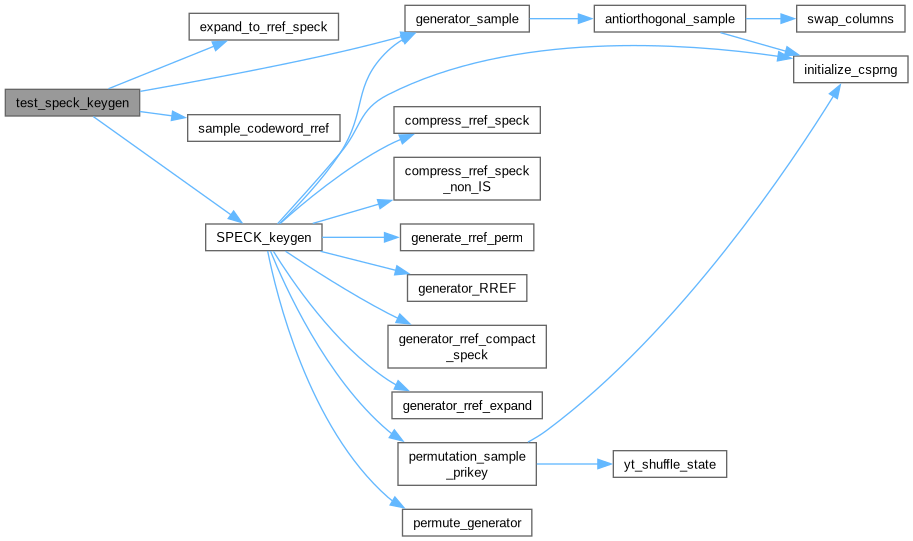 test_speck_keygen
expand_to_rref_speck
sample_codeword_rref
SPECK_keygen
generator_sample
compress_rref_speck
compress_rref_speck
_non_IS
generate_rref_perm
generator_RREF
generator_rref_compact
_speck
generator_rref_expand
permutation_sample
_prikey
permute_generator
antiorthogonal_sample
yt_shuffle_state
swap_columns
initialize_csprng